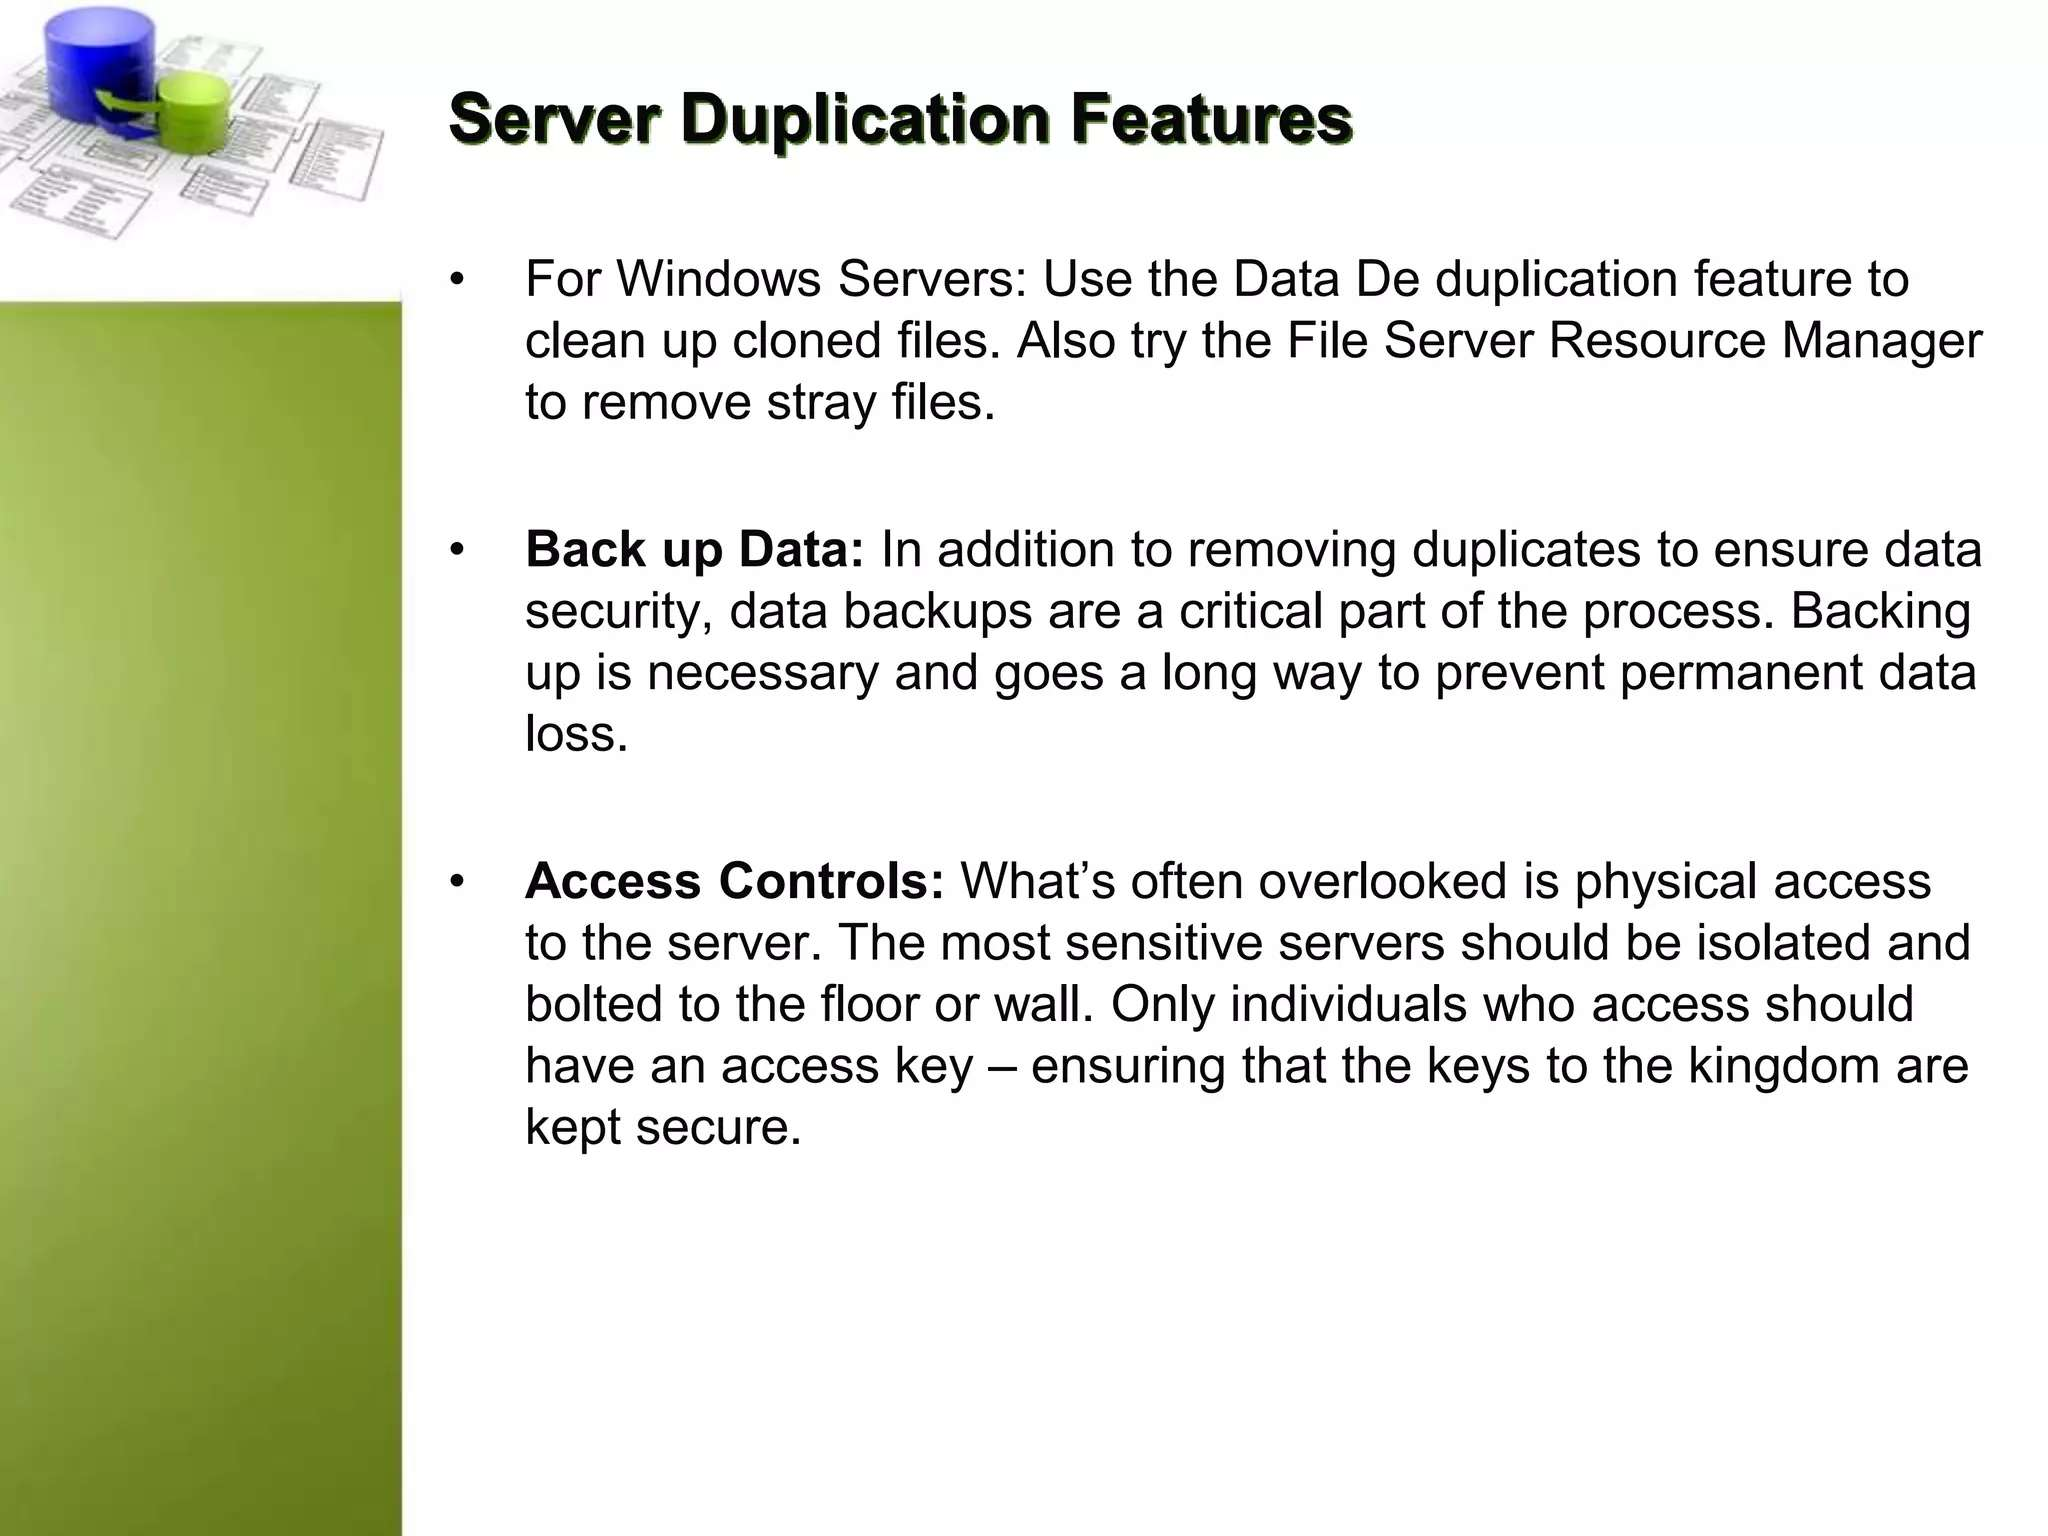 Server Duplication Features
• For Windows Servers: Use the Data De duplication feature to
clean up cloned files. Also try the File Server Resource Manager
to remove stray files.
• Back up Data: In addition to removing duplicates to ensure data
security, data backups are a critical part of the process. Backing
up is necessary and goes a long way to prevent permanent data
loss.
• Access Controls: What’s often overlooked is physical access
to the server. The most sensitive servers should be isolated and
bolted to the floor or wall. Only individuals who access should
have an access key – ensuring that the keys to the kingdom are
kept secure.